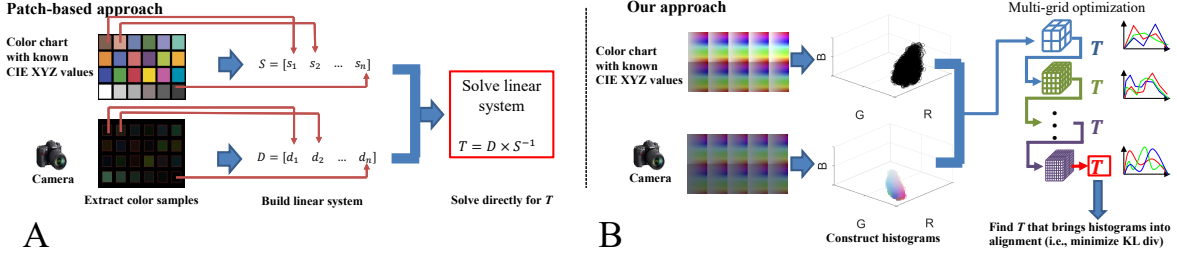 Patch-based approach
Color chart
with known
CIE XYZ values
S = [s₁ s₂ … sₙ]
Camera
D = [d₁ d₂ … dₙ]
Extract color samples
Build linear system
Solve linear
system
T = D × S⁻¹
Solve directly for T
A
Our approach
Color chart
with known
CIE XYZ values
B
G
R
Camera
B
G
R
Construct histograms
Multi-grid optimization
T
T
T
T
Find T that brings histograms into
alignment (i.e., minimize KL div)
B